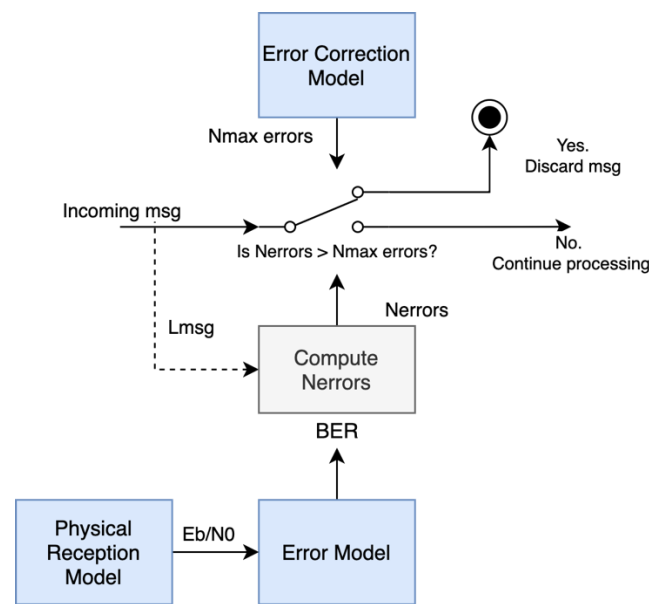 Error Correction
Model
Nmax errors
Yes.
Discard msg
Incoming msg
Is Nerrors > Nmax errors?
No.
Continue processing
Nerrors
Lmsg
Compute
Nerrors
BER
Physical
Reception
Model
Eb/N0
Error Model